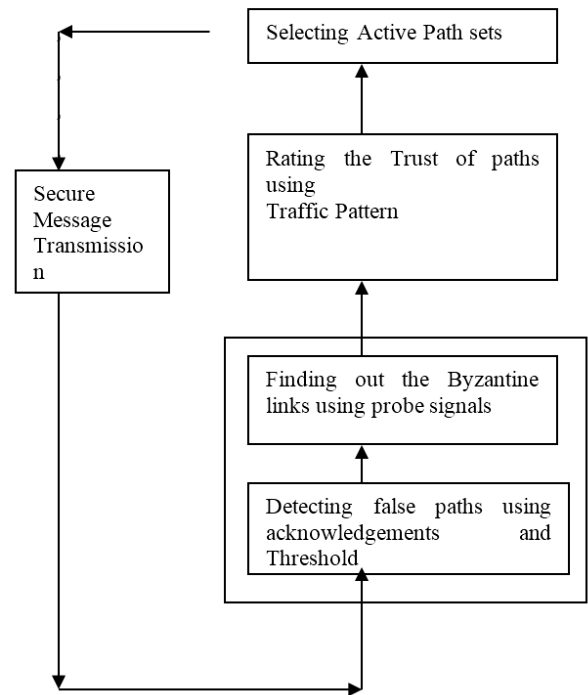 Selecting Active Path sets
Rating the Trust of paths
using
Traffic Pattern
Secure
Message
Transmissio
n
Finding out the Byzantine
links using probe signals
Detecting false paths using
acknowledgements and
Threshold